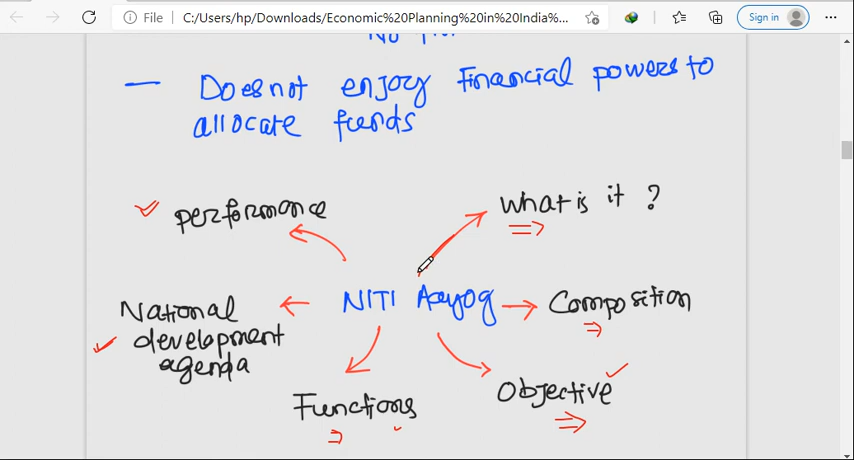 File
C:/Users/hp/Downloads/Economic%20Planning%20in%20India%...
Sign in
Does not enjoy Financial powers to
allocate funds
performance
What is it ?
NITI Aayog
Composition
National
development
agenda
Functions
Objective